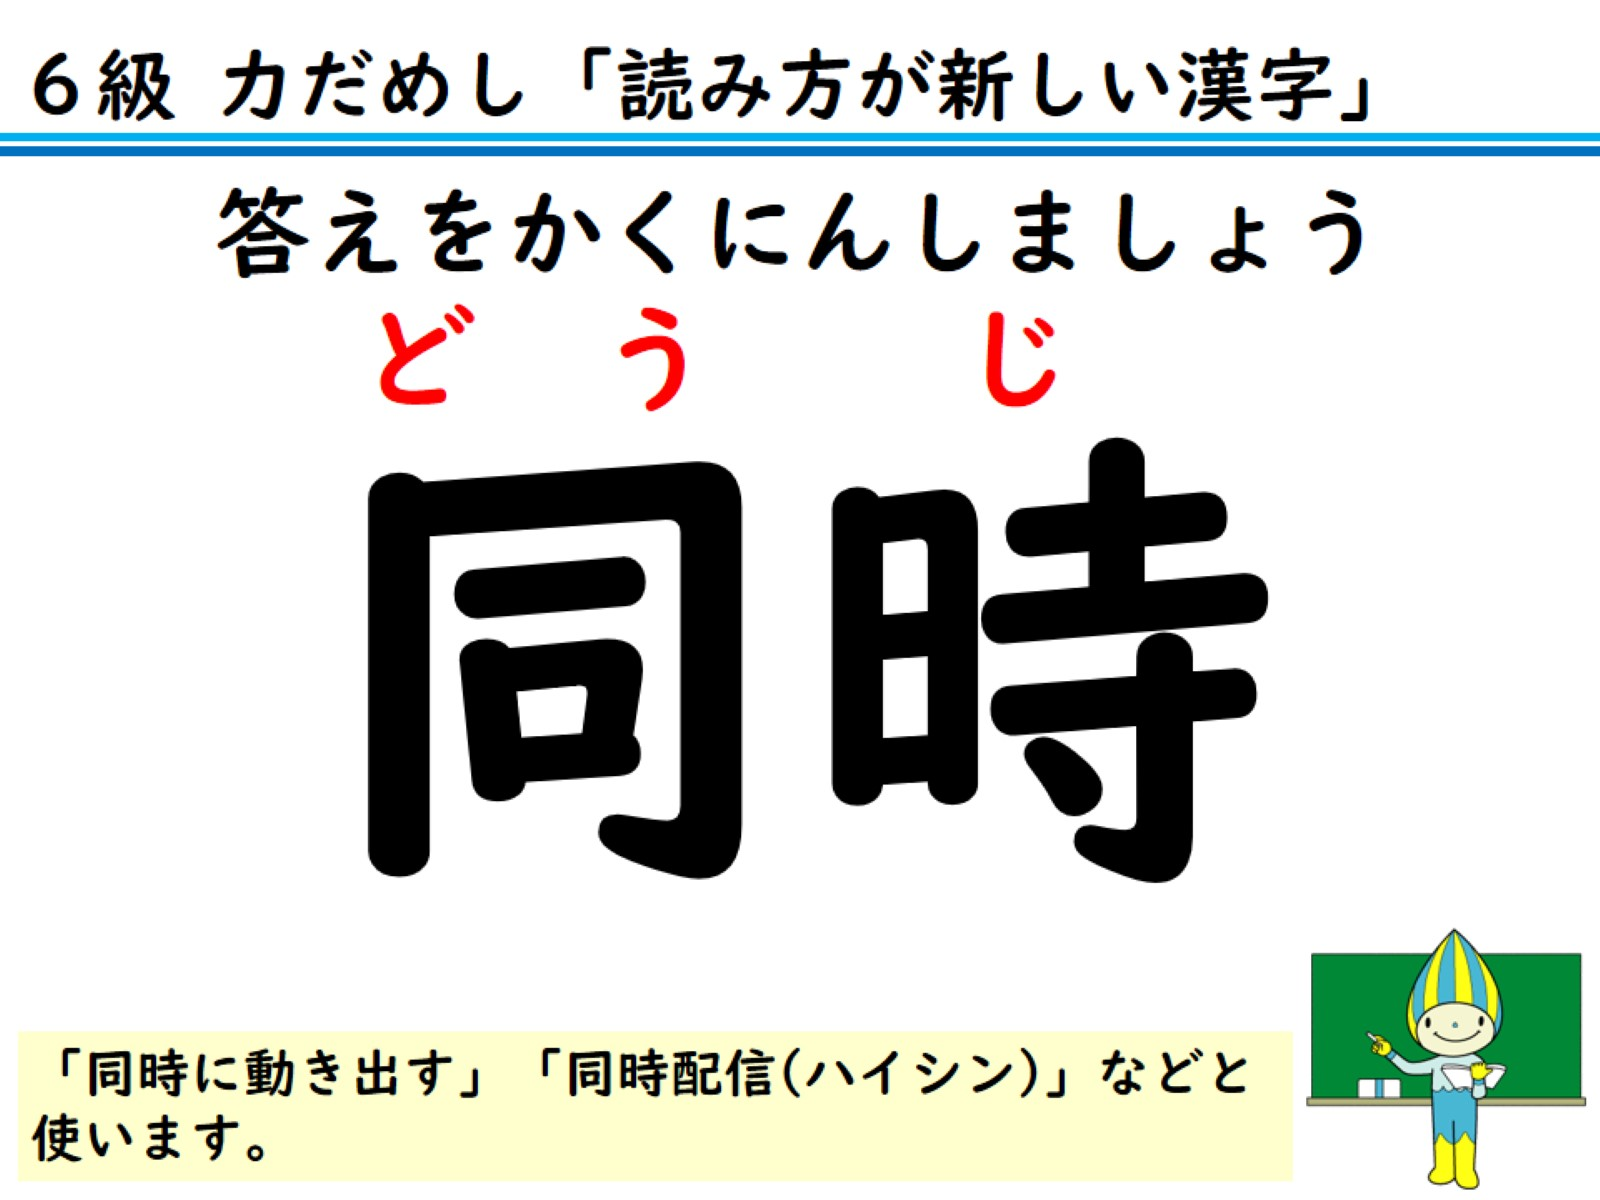 ６級 力だめし「読み方が新しい漢字」
答えをかくにんしましょう
どう じ
同時
「同時に動き出す」「同時配信(ハイシン)」などと
使います。